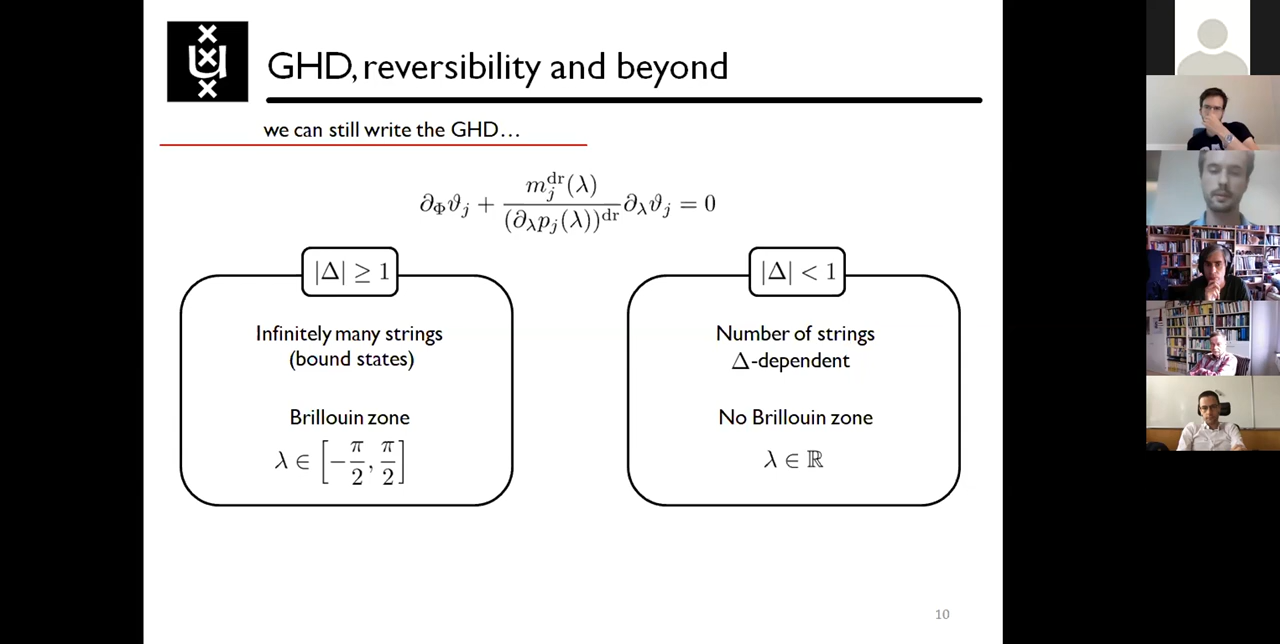 GHD, reversibility and beyond
we can still write the GHD...
∂_Φ ϑ_j + m_j^dr(λ) / (∂_λ p_j(λ))^dr ∂_λ ϑ_j = 0
|Δ| ≥ 1
Infinitely many strings
(bound states)
Brillouin zone
λ ∈ [−π/2, π/2]
|Δ| < 1
Number of strings
Δ-dependent
No Brillouin zone
λ ∈ ℝ
10